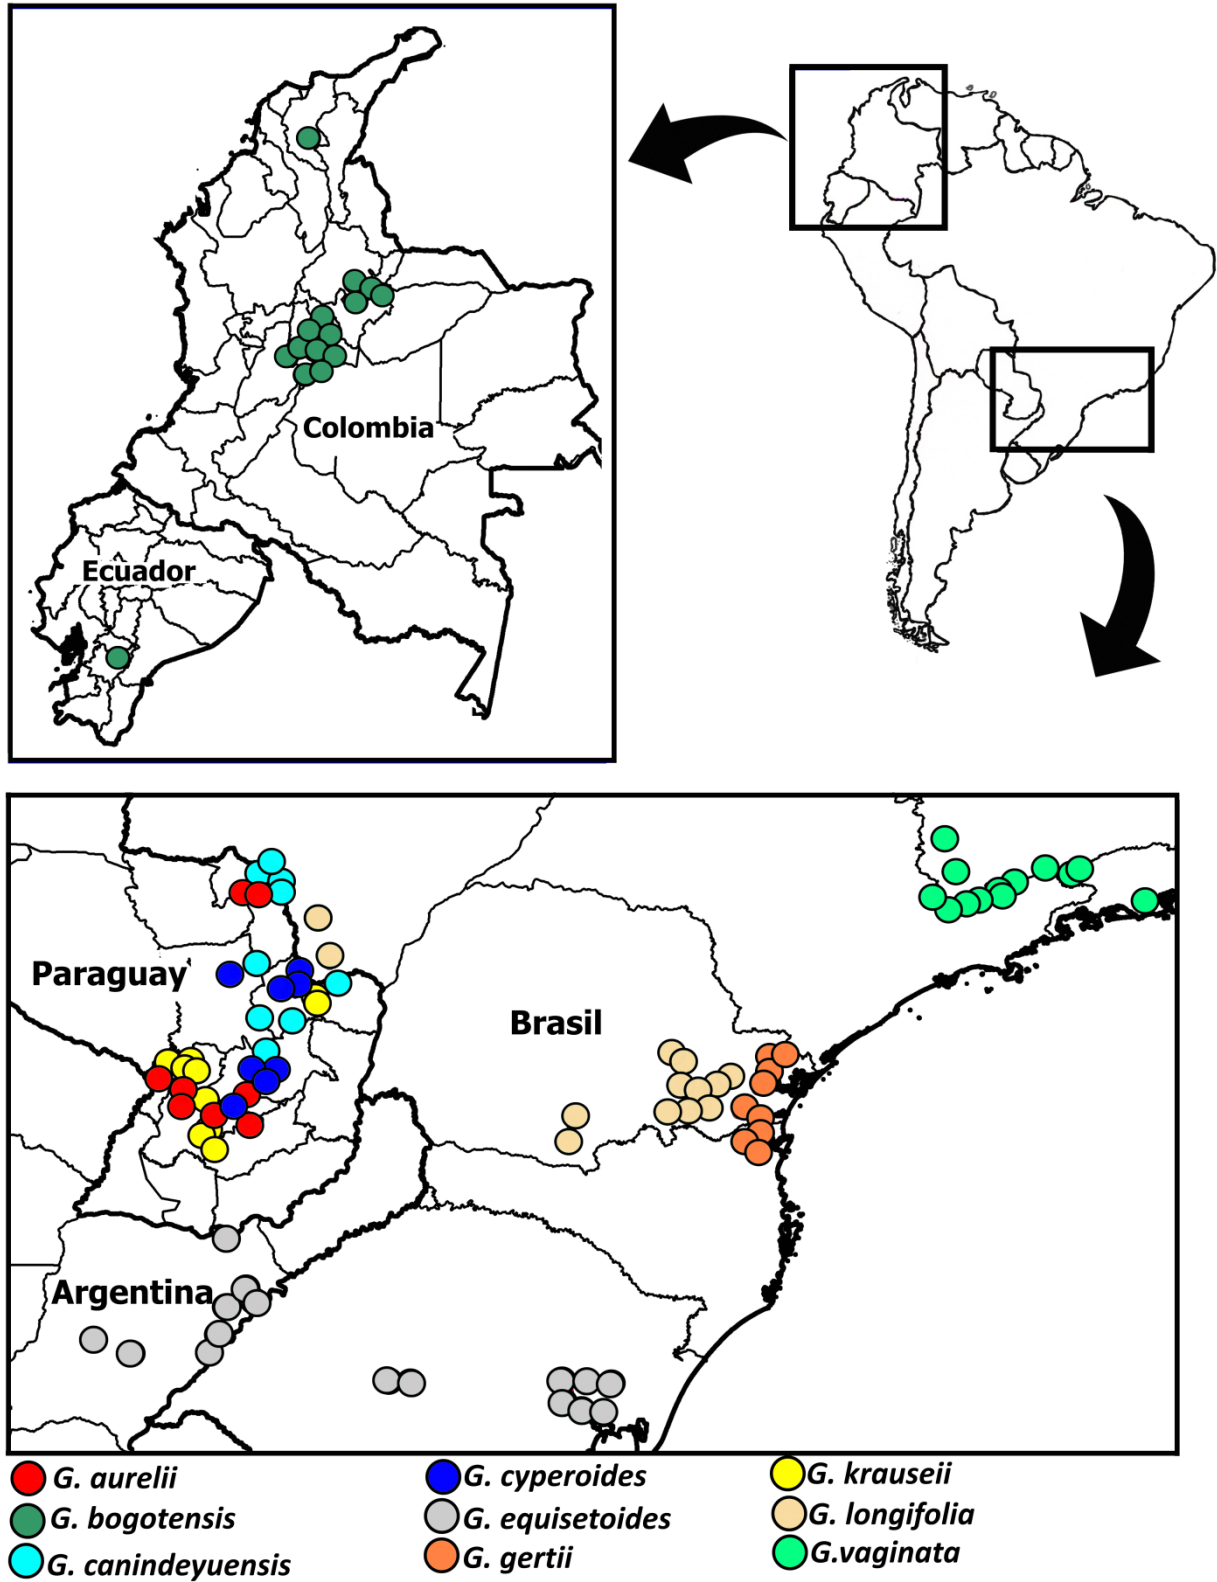 Colombia
Ecuador
Paraguay
Brasil
Argentina
G. aurelii
G. cyperoides
G. krauseii
G. bogotensis
G. equisetoides
G. longifolia
G. canindeyuensis
G. gertii
G.vaginata